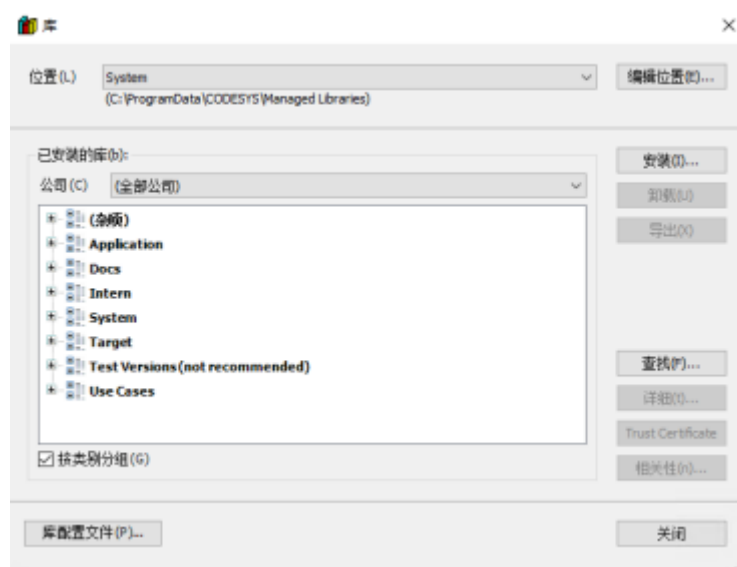 库
位置(L)
System
编辑位置(E)...
(C:\ProgramData\CODESYS\Managed Libraries)
已安装的库(b):
安装(I)...
公司(C)
(全部公司)
卸载(U)
导出(X)
(杂项)
Application
Docs
Intern
System
Target
Test Versions(not recommended)
Use Cases
查找(F)...
详细(t)...
Trust Certificate
相关性(n)...
按类别分组(G)
库配置文件(P)...
关闭